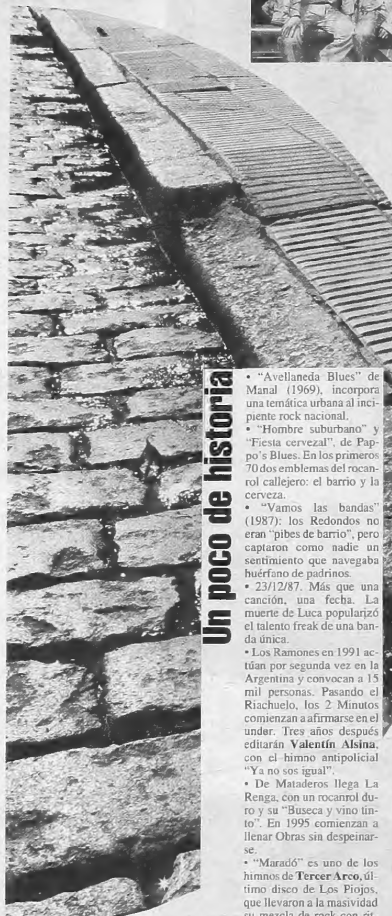 Un poco de historia
• "Avellaneda Blues" de
Manal (1969), incorpora
una temática urbana al inci-
piente rock nacional.
• "Hombre suburbano" y
"Fiesta cervezal", de Pap-
po's Blues. En los primeros
70 dos emblemas del rocan-
rol callejero: el barrio y la
cerveza.
• "Vamos las bandas"
(1987): los Redondos no
eran "pibes de barrio", pero
captaron como nadie un
sentimiento que navegaba
huérfano de padrinos.
• 23/12/87. Más que una
canción, una fecha. La
muerte de Luca popularizó
el talento freak de una ban-
da única.
• Los Ramones en 1991 ac-
túan por segunda vez en la
Argentina y convocan a 15
mil personas. Pasando el
Riachuelo, los 2 Minutos
comienzan a afirmarse en el
under. Tres años después
editarán Valentín Alsina,
con el himno antipolicial
"Ya no sos igual".
• De Mataderos llega La
Renga, con un rocanrol du-
ro y su "Buseca y vino tin-
to". En 1995 comienzan a
llenar Obras sin despeinar-
se.
• "Maradó" es uno de los
himnos de Tercer Arco, úl-
timo disco de Los Piojos,
que llevaron a la masividad
su mezcla de rock con